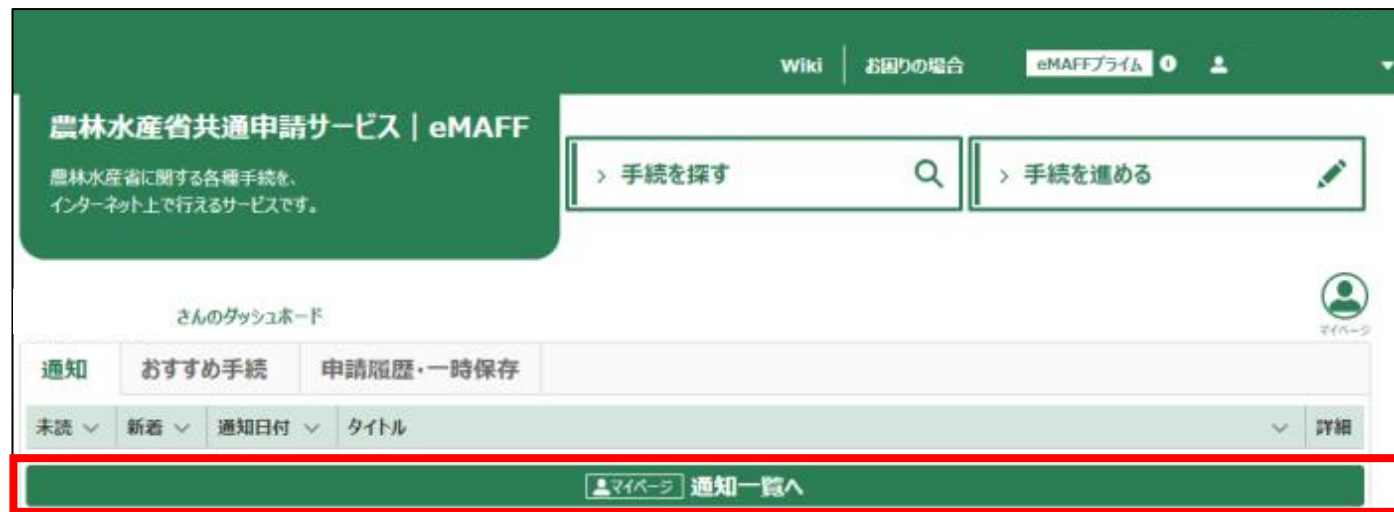 Wiki お困りの場合 eMAFFプライム
農林水産省共通申請サービス｜eMAFF
農林水産省に関する各種手続を、
インターネット上で行えるサービスです。
> 手続を探す
> 手続を進める
さんのダッシュボード
マイページ
通知 おすすめ手続 申請履歴・一時保存
未読 新着 通知日付 タイトル 詳細
マイページ 通知一覧へ